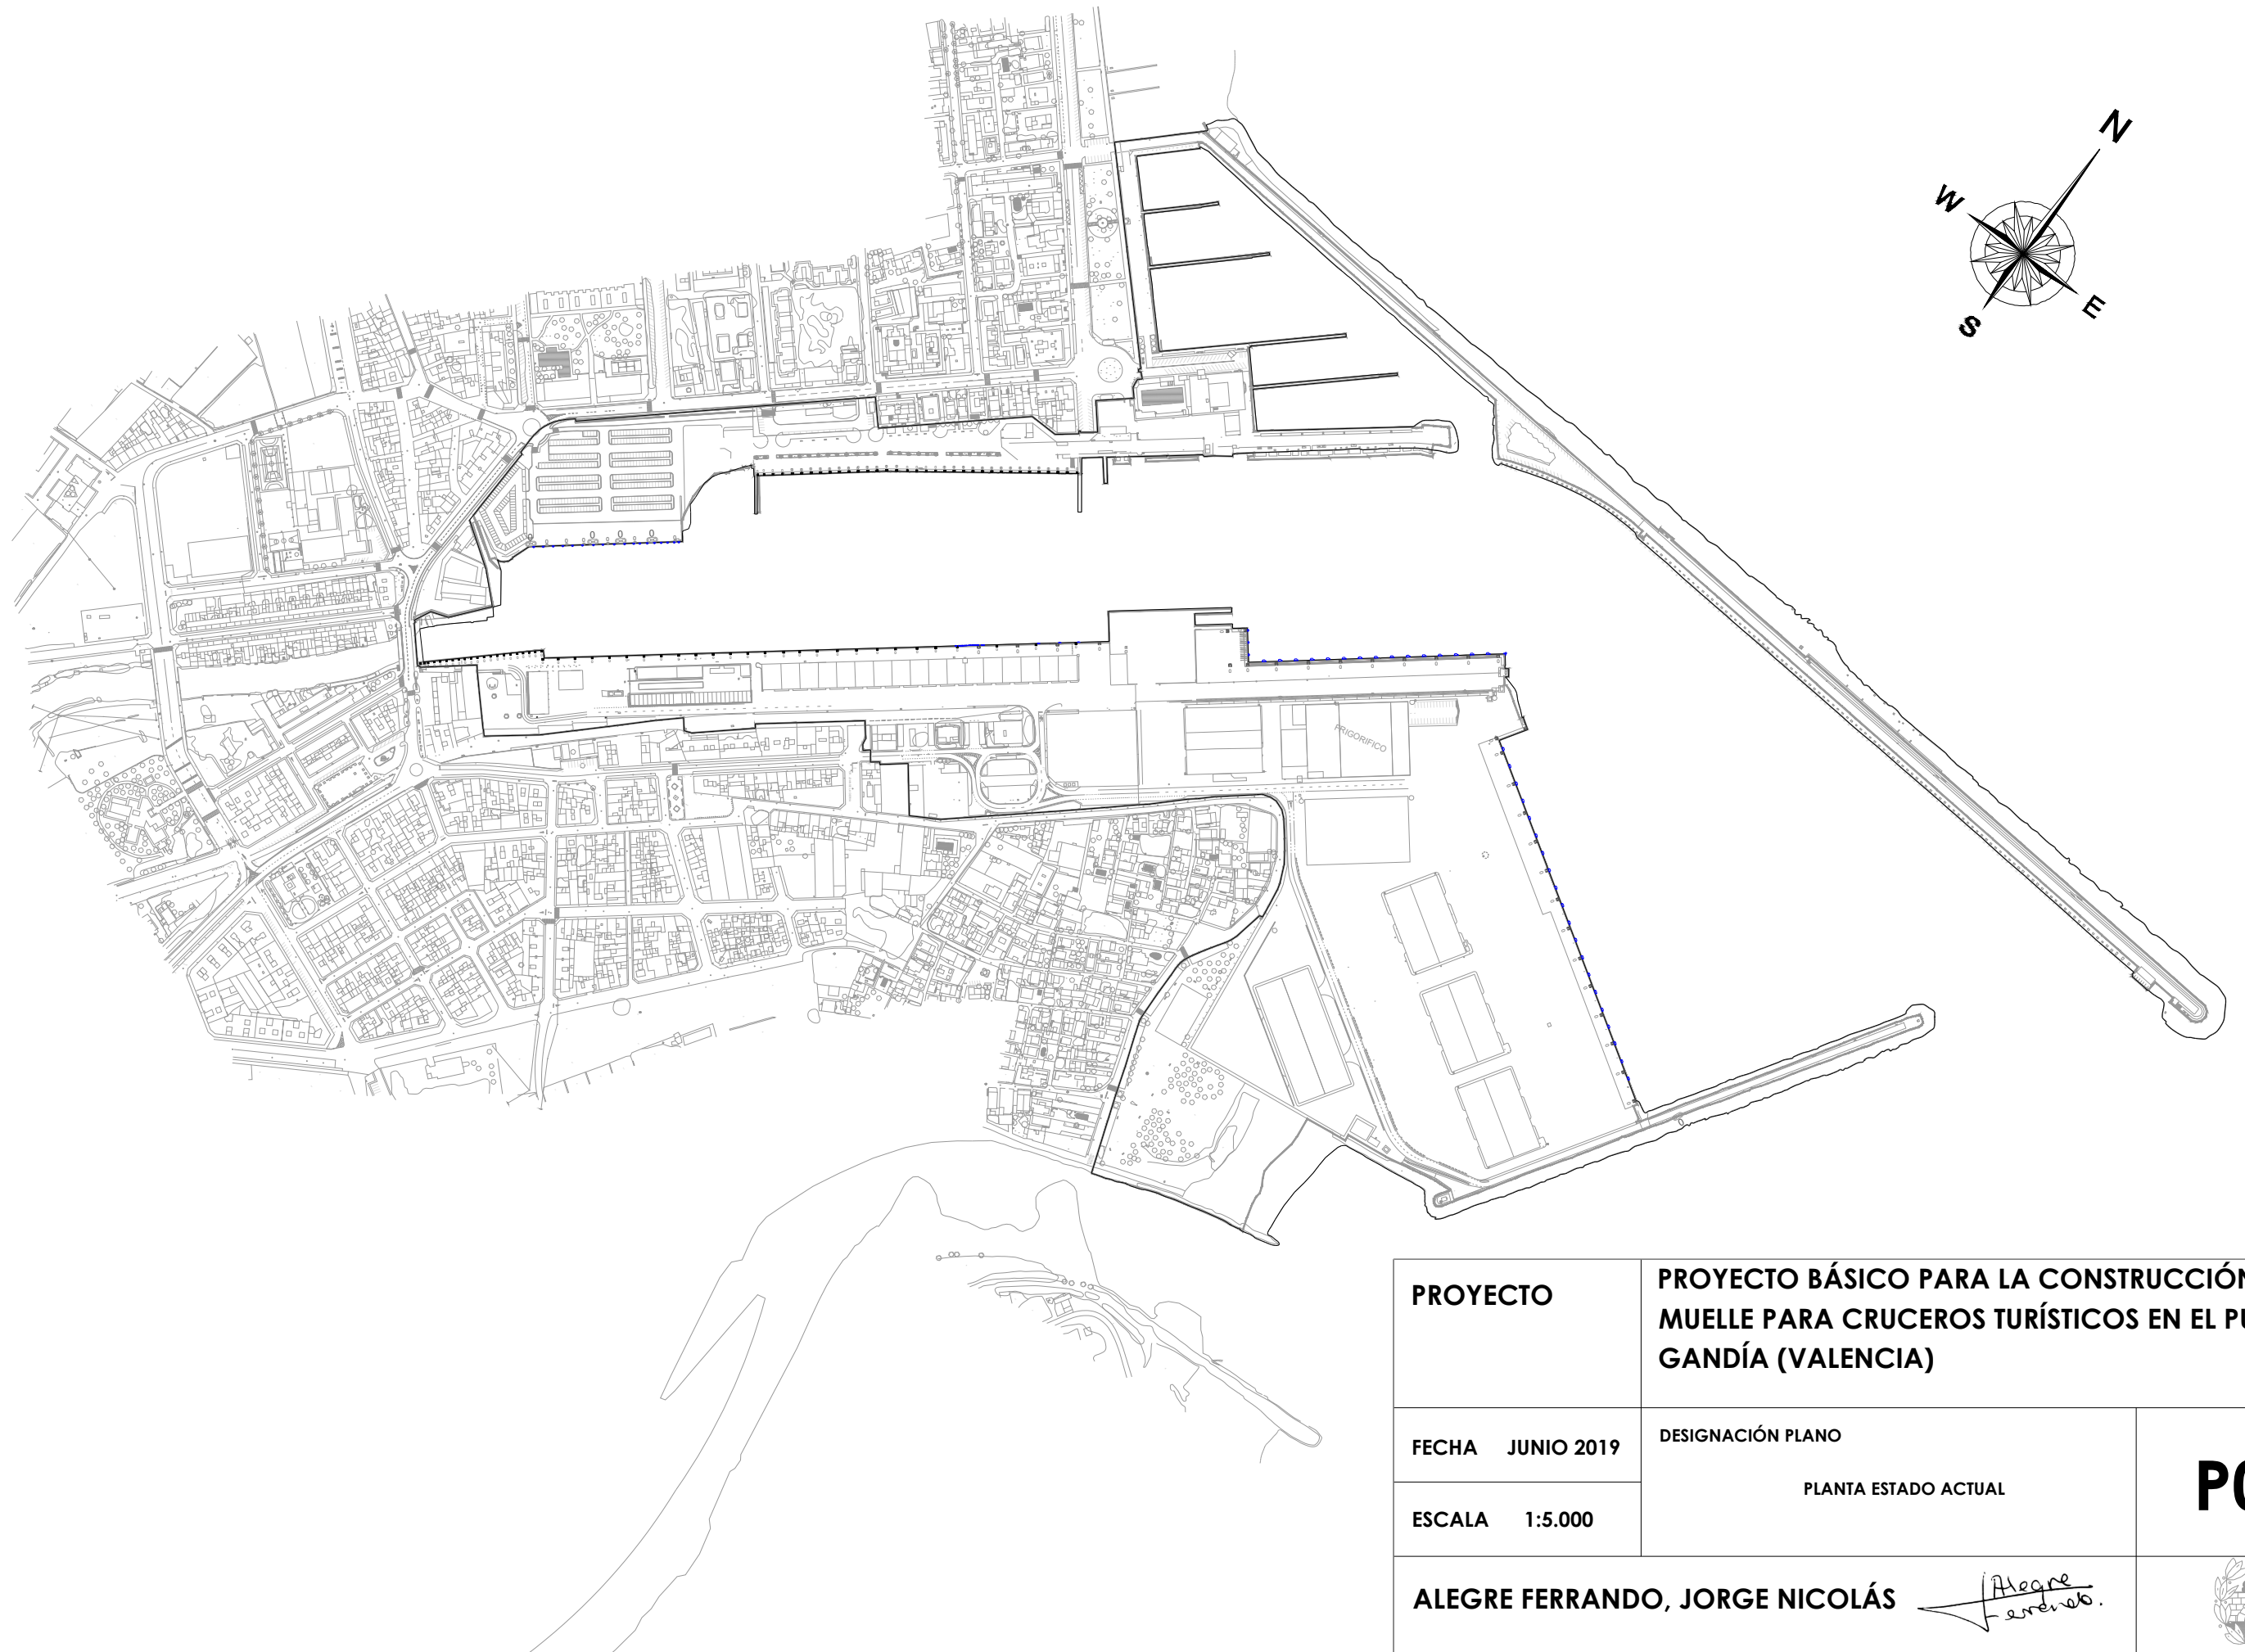 N
W
E
S
FRIGORIFICO
PROYECTO
PROYECTO BÁSICO PARA LA CONSTRUCCIÓN
MUELLE PARA CRUCEROS TURÍSTICOS EN EL PU
GANDÍA (VALENCIA)
FECHA JUNIO 2019
DESIGNACIÓN PLANO
PLANTA ESTADO ACTUAL
P0
ESCALA 1:5.000
ALEGRE FERRANDO, JORGE NICOLÁS
Alegre
Ferrando.